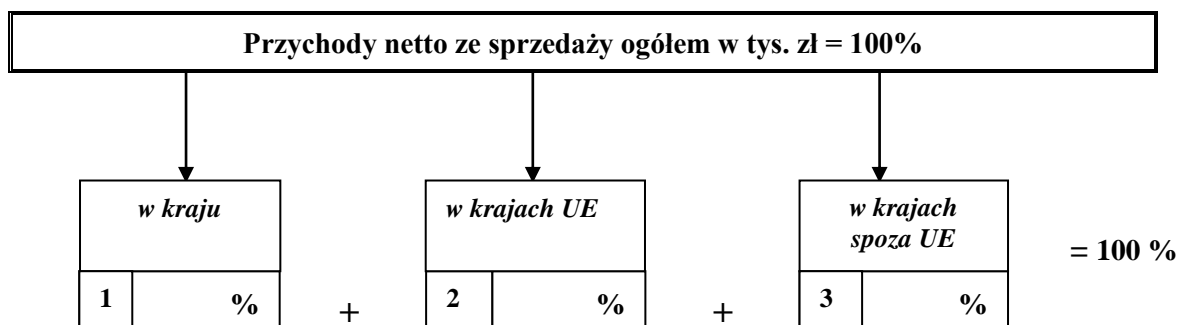 Przychody netto ze sprzedaży ogółem w tys. zł = 100%
w kraju
w krajach UE
w krajach
spoza UE
= 100 %
1 % + 2 % + 3 %